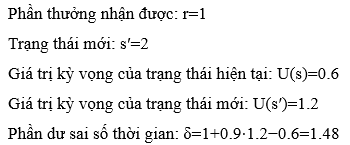 Phần thưởng nhận được: r=1
Trạng thái mới: s′=2
Giá trị kỳ vọng của trạng thái hiện tại: U(s)=0.6
Giá trị kỳ vọng của trạng thái mới: U(s′)=1.2
Phần dư sai số thời gian: δ=1+0.9·1.2−0.6=1.48